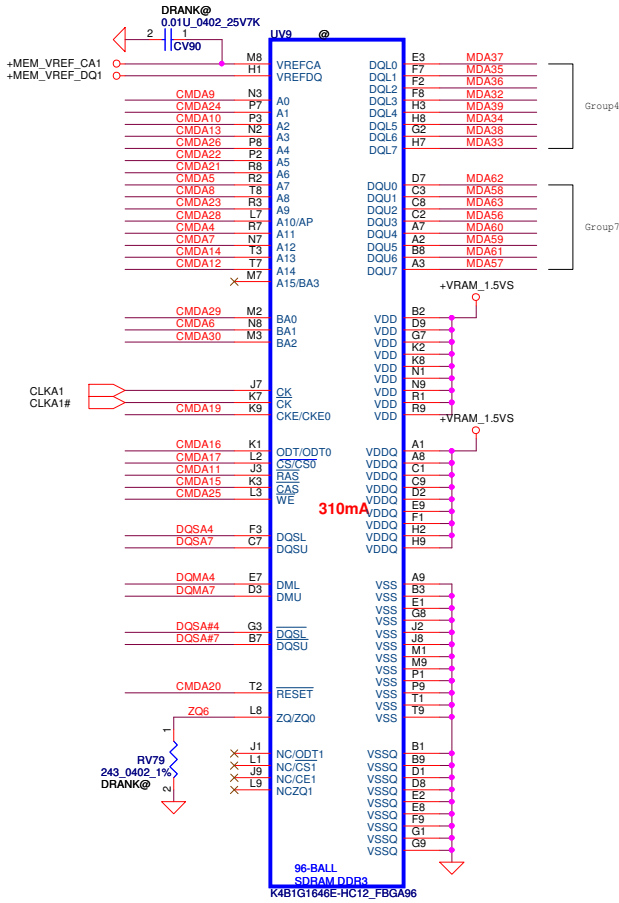 DRANK@
0.01U_0402_25V7K
2 1
CV90
UV9 @
+MEM_VREF_CA1 M8 VREFCA
+MEM_VREF_DQ1 H1 VREFDQ
CMDA9 N3 A0
CMDA24 P7 A1
CMDA10 P3 A2
CMDA13 N2 A3
CMDA26 P8 A4
CMDA22 P2 A5
CMDA21 R8 A6
CMDA5 R2 A7
CMDA8 T8 A8
CMDA23 R3 A9
CMDA28 L7 A10/AP
CMDA4 R7 A11
CMDA7 N7 A12
CMDA14 T3 A13
CMDA12 T7 A14
M7 A15/BA3
CMDA29 M2 BA0
CMDA6 N8 BA1
CMDA30 M3 BA2
CLKA1 J7 CK
CLKA1# K7 CK
CMDA19 K9 CKE/CKE0
CMDA16 K1 ODT/ODT0
CMDA17 L2 CS/CS0
CMDA11 J3 RAS
CMDA15 K3 CAS
CMDA25 L3 WE
310mA
DQSA4 F3 DQSL
DQSA7 C7 DQSU
DQMA4 E7 DML
DQMA7 D3 DMU
DQSA#4 G3 DQSL
DQSA#7 B7 DQSU
CMDA20 T2 RESET
ZQ6 L8 ZQ/ZQ0
1
RV79
243_0402_1%
DRANK@
2
J1 NC/ODT1
L1 NC/CS1
J9 NC/CE1
L9 NCZQ1
DQL0 E3 MDA37
DQL1 F7 MDA35
DQL2 F2 MDA36
DQL3 F8 MDA32
DQL4 H3 MDA39
DQL5 H8 MDA34
DQL6 G2 MDA38
DQL7 H7 MDA33
Group4
DQU0 D7 MDA62
DQU1 C3 MDA58
DQU2 C8 MDA63
DQU3 C2 MDA56
DQU4 A7 MDA60
DQU5 A2 MDA59
DQU6 B8 MDA61
DQU7 A3 MDA57
Group7
+VRAM_1.5VS
VDD B2
VDD D9
VDD G7
VDD K2
VDD K8
VDD N1
VDD N9
VDD R1
VDD R9
+VRAM_1.5VS
VDDQ A1
VDDQ A8
VDDQ C1
VDDQ C9
VDDQ D2
VDDQ E9
VDDQ F1
VDDQ H2
VDDQ H9
VSS A9
VSS B3
VSS E1
VSS G8
VSS J2
VSS J8
VSS M1
VSS M9
VSS P1
VSS P9
VSS T1
VSS T9
VSSQ B1
VSSQ B9
VSSQ D1
VSSQ D8
VSSQ E2
VSSQ E8
VSSQ F9
VSSQ G1
VSSQ G9
96-BALL
SDRAM DDR3
K4B1G1646E-HC12_FBGA96